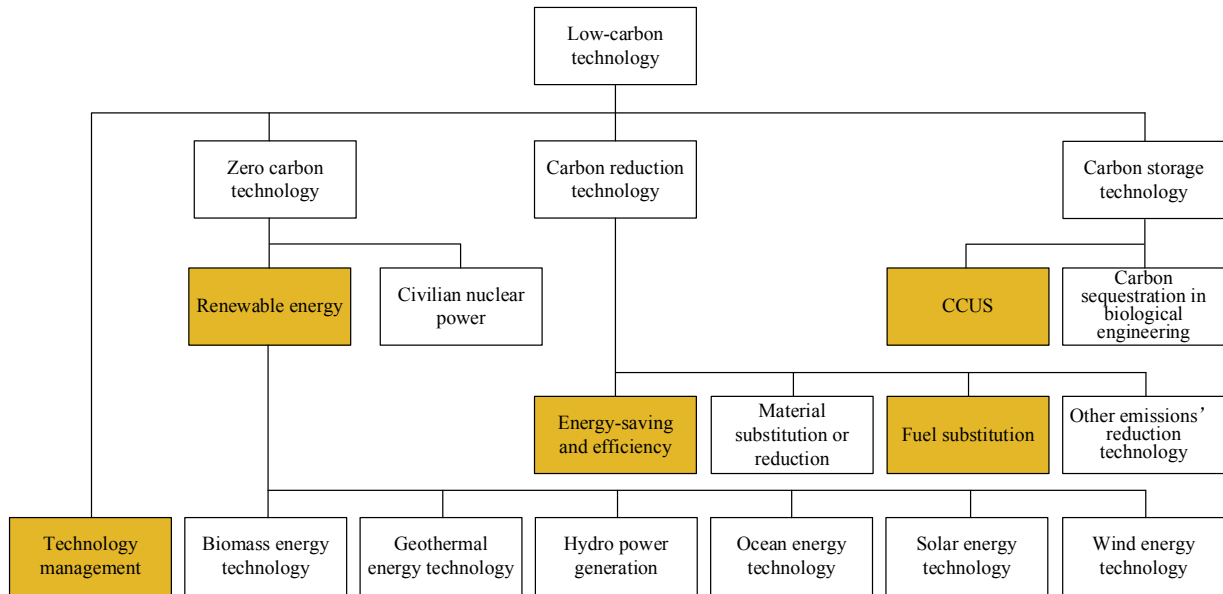 Low-carbon
technology
Zero carbon
technology
Carbon reduction
technology
Carbon storage
technology
Renewable energy
Civilian nuclear
power
CCUS
Carbon
sequestration in
biological
engineering
Energy-saving
and efficiency
Material
substitution or
reduction
Fuel substitution
Other emissions’
reduction
technology
Technology
management
Biomass energy
technology
Geothermal
energy technology
Hydro power
generation
Ocean energy
technology
Solar energy
technology
Wind energy
technology